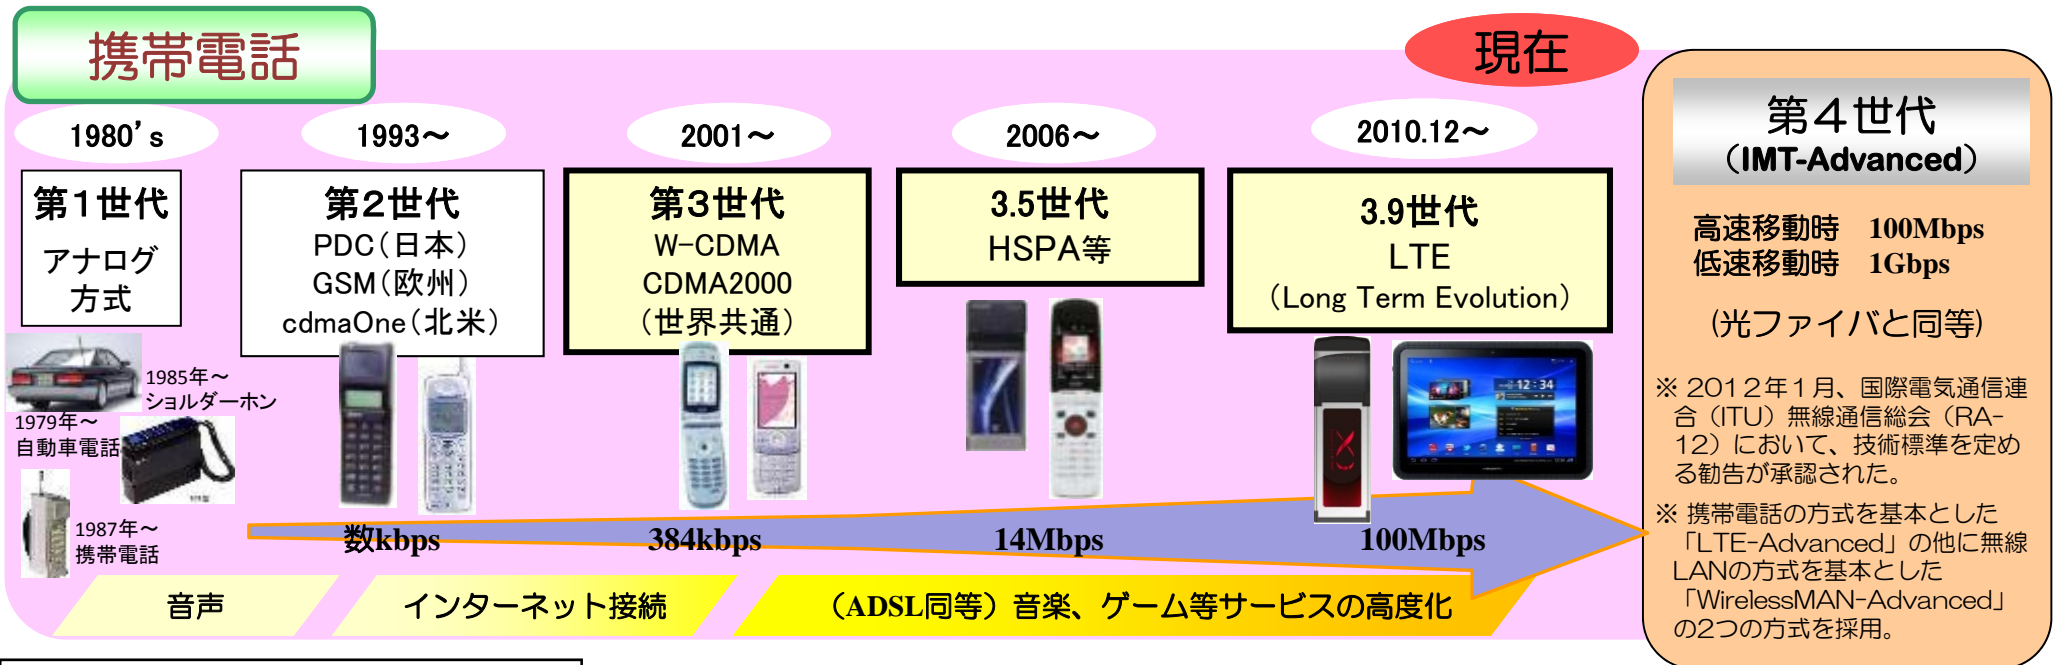 携帯電話
現在
1980's
1993～
2001～
2006～
2010.12～
第1世代
アナログ
方式
第2世代
PDC（日本）
GSM（欧州）
cdmaOne（北米）
第3世代
W-CDMA
CDMA2000
（世界共通）
3.5世代
HSPA等
3.9世代
LTE
（Long Term Evolution）
1985年～
ショルダーホン
1979年～
自動車電話
1987年～
携帯電話
12:34
数kbps
384kbps
14Mbps
100Mbps
音声
インターネット接続
（ADSL同等）音楽、ゲーム等サービスの高度化
第４世代
（IMT-Advanced）
高速移動時　100Mbps
低速移動時　1Gbps
(光ファイバと同等)
※ 2012年1月、国際電気通信連
合（ITU）無線通信総会（RA-
12）において、技術標準を定め
る勧告が承認された。
※ 携帯電話の方式を基本とした
「LTE-Advanced」の他に無線
LANの方式を基本とした
「WirelessMAN-Advanced」
の2つの方式を採用。